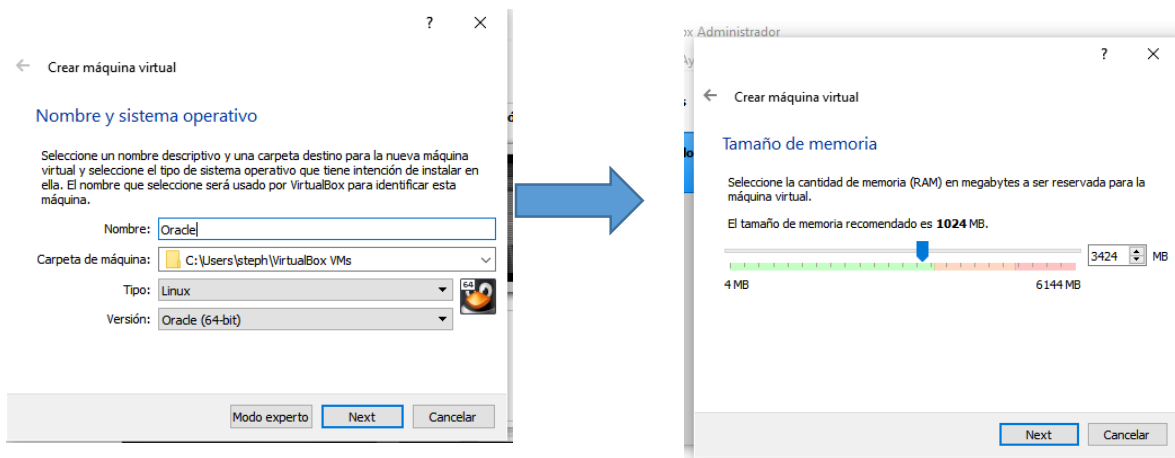 ? ×
← Crear máquina virtual
Nombre y sistema operativo
Seleccione un nombre descriptivo y una carpeta destino para la nueva máquina
virtual y seleccione el tipo de sistema operativo que tiene intención de instalar en
ella. El nombre que seleccione será usado por VirtualBox para identificar esta
máquina.
Nombre: Oracle
Carpeta de máquina: C:\Users\steph\VirtualBox VMs
Tipo: Linux
64
Versión: Oracle (64-bit)
Modo experto Next Cancelar
Administrador
? ×
← Crear máquina virtual
Tamaño de memoria
Seleccione la cantidad de memoria (RAM) en megabytes a ser reservada para la
máquina virtual.
El tamaño de memoria recomendado es 1024 MB.
3424 MB
4 MB 6144 MB
Next Cancelar